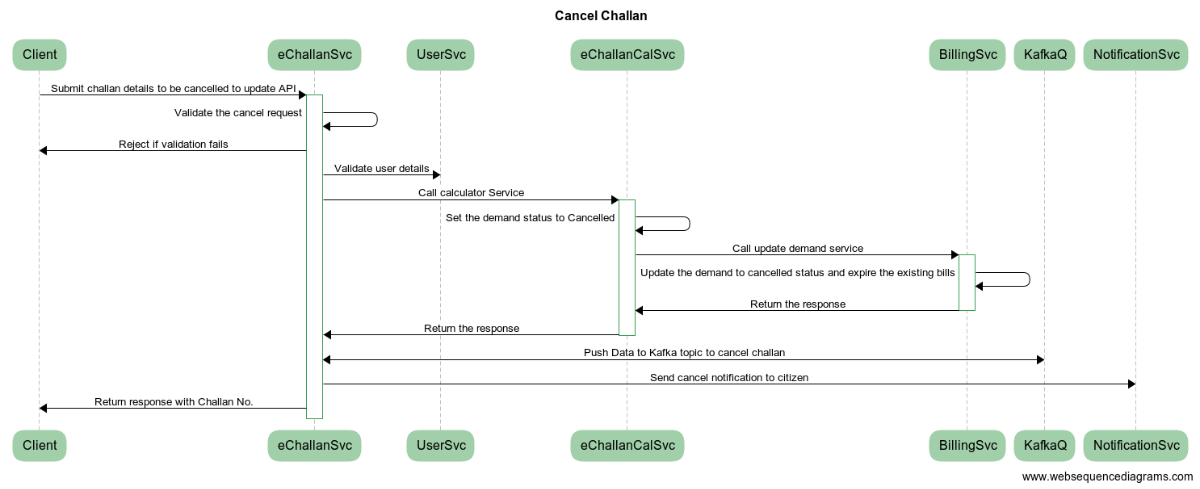 Cancel Challan
Client
eChallanSvc
UserSvc
eChallanCalSvc
BillingSvc
KafkaQ
NotificationSvc
Submit challan details to be cancelled to update API
Validate the cancel request
Reject if validation fails
Validate user details
Call calculator Service
Set the demand status to Cancelled
Call update demand service
Update the demand to cancelled status and expire the existing bills
Return the response
Return the response
Push Data to Kafka topic to cancel challan
Send cancel notification to citizen
Return response with Challan No.
Client
eChallanSvc
UserSvc
eChallanCalSvc
BillingSvc
KafkaQ
NotificationSvc
www.websequencediagrams.com